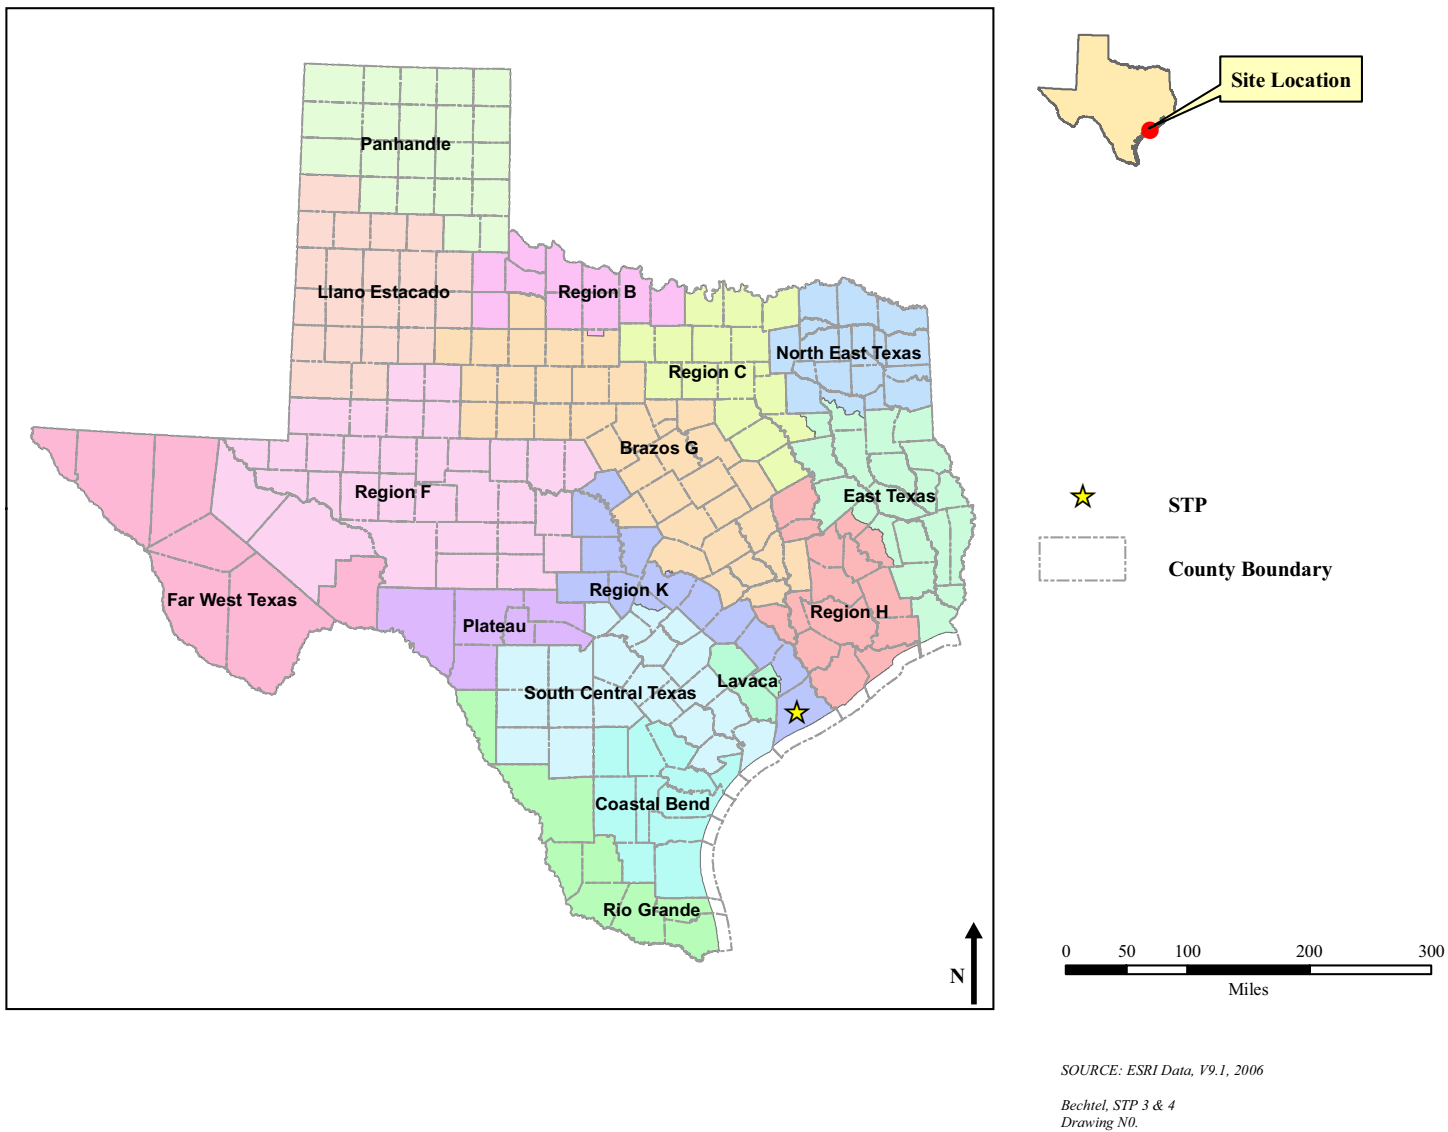 Site Location
Panhandle
Llano Estacado
Region B
North East Texas
Region C
Brazos G
Region F
East Texas
STP
County Boundary
Far West Texas
Region K
Region H
Plateau
Lavaca
South Central Texas
Coastal Bend
Rio Grande
N
0 50 100 200 300
Miles
SOURCE: ESRI Data, V9.1, 2006
Bechtel, STP 3 & 4
Drawing N0.